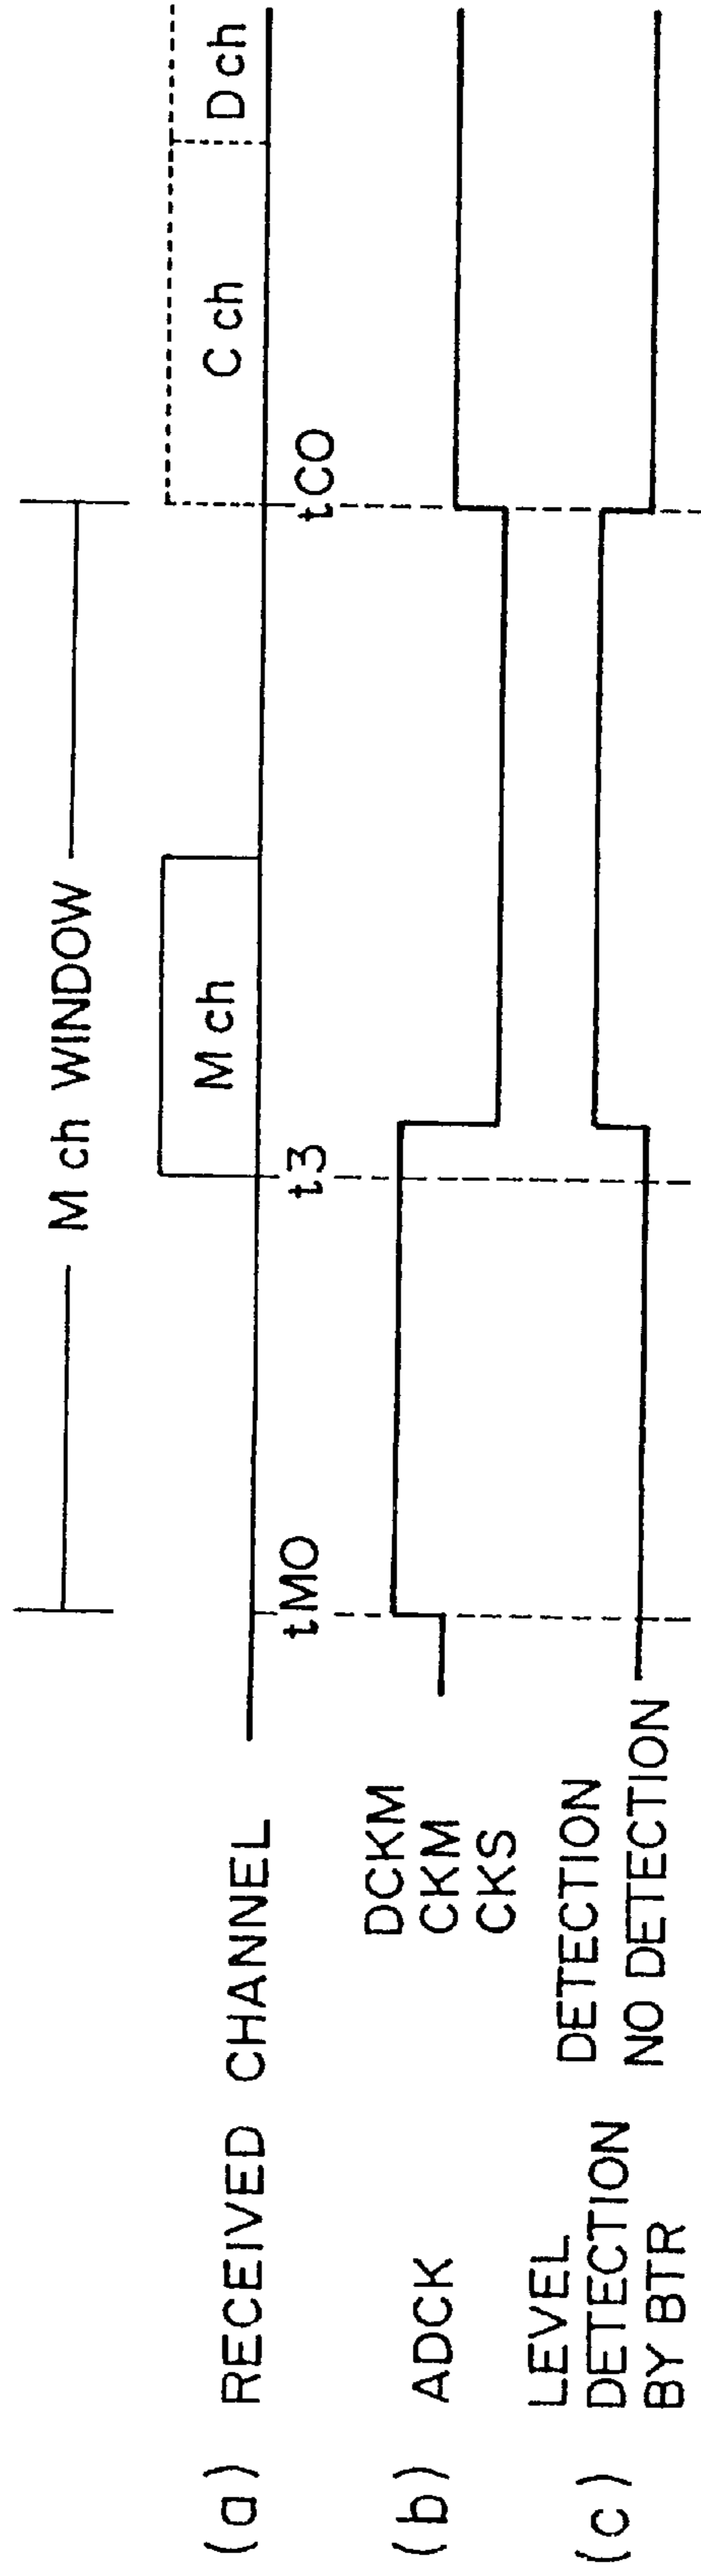 M ch WINDOW
(a) RECEIVED CHANNEL
M ch
C ch
D ch
tMO
t3
tCO
(b) ADCK
DCKM
CKM
CKS
(c) LEVEL
DETECTION
BY BTR
DETECTION
NO DETECTION